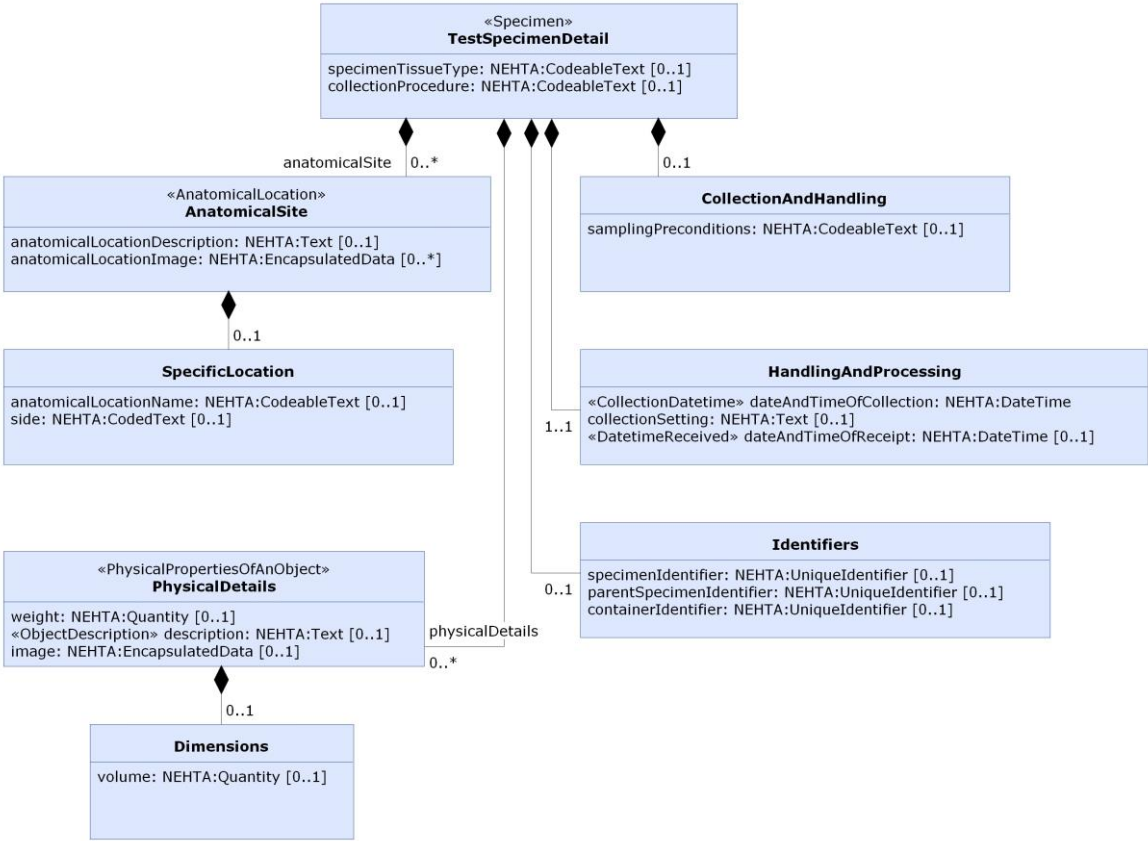 «Specimen»
TestSpecimenDetail
specimenTissueType: NEHTA:CodeableText [0..1]
collectionProcedure: NEHTA:CodeableText [0..1]
anatomicalSite
0..*
0..1
«AnatomicalLocation»
AnatomicalSite
anatomicalLocationDescription: NEHTA:Text [0..1]
anatomicalLocationImage: NEHTA:EncapsulatedData [0..*]
CollectionAndHandling
samplingPreconditions: NEHTA:CodeableText [0..1]
0..1
SpecificLocation
anatomicalLocationName: NEHTA:CodeableText [0..1]
side: NEHTA:CodedText [0..1]
HandlingAndProcessing
«CollectionDatetime» dateAndTimeOfCollection: NEHTA:DateTime
collectionSetting: NEHTA:Text [0..1]
«DatetimeReceived» dateAndTimeOfReceipt: NEHTA:DateTime [0..1]
1..1
Identifiers
specimenIdentifier: NEHTA:UniqueIdentifier [0..1]
parentSpecimenIdentifier: NEHTA:UniqueIdentifier [0..1]
containerIdentifier: NEHTA:UniqueIdentifier [0..1]
0..1
«PhysicalPropertiesOfAnObject»
PhysicalDetails
weight: NEHTA:Quantity [0..1]
«ObjectDescription» description: NEHTA:Text [0..1]
image: NEHTA:EncapsulatedData [0..1]
physicalDetails
0..*
0..1
Dimensions
volume: NEHTA:Quantity [0..1]